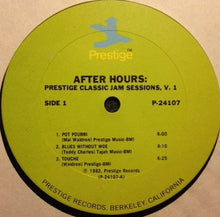 Prestige
AFTER HOURS:
PRESTIGE CLASSIC JAM SESSIONS, V. 1
SIDE 1
P-24107
1. POT POURRI 6:00
(Mal Waldron) Prestige Music-BMI
2. BLUES WITHOUT WOE 8:10
(Teddy Charles) Tajah Music-BMI
3. TOUCHE 6:25
(Mal Waldron) Prestige-BMI
℗ 1982, Prestige Records
(P-24107-A)
PRESTIGE RECORDS, BERKELEY, CALIFORNIA